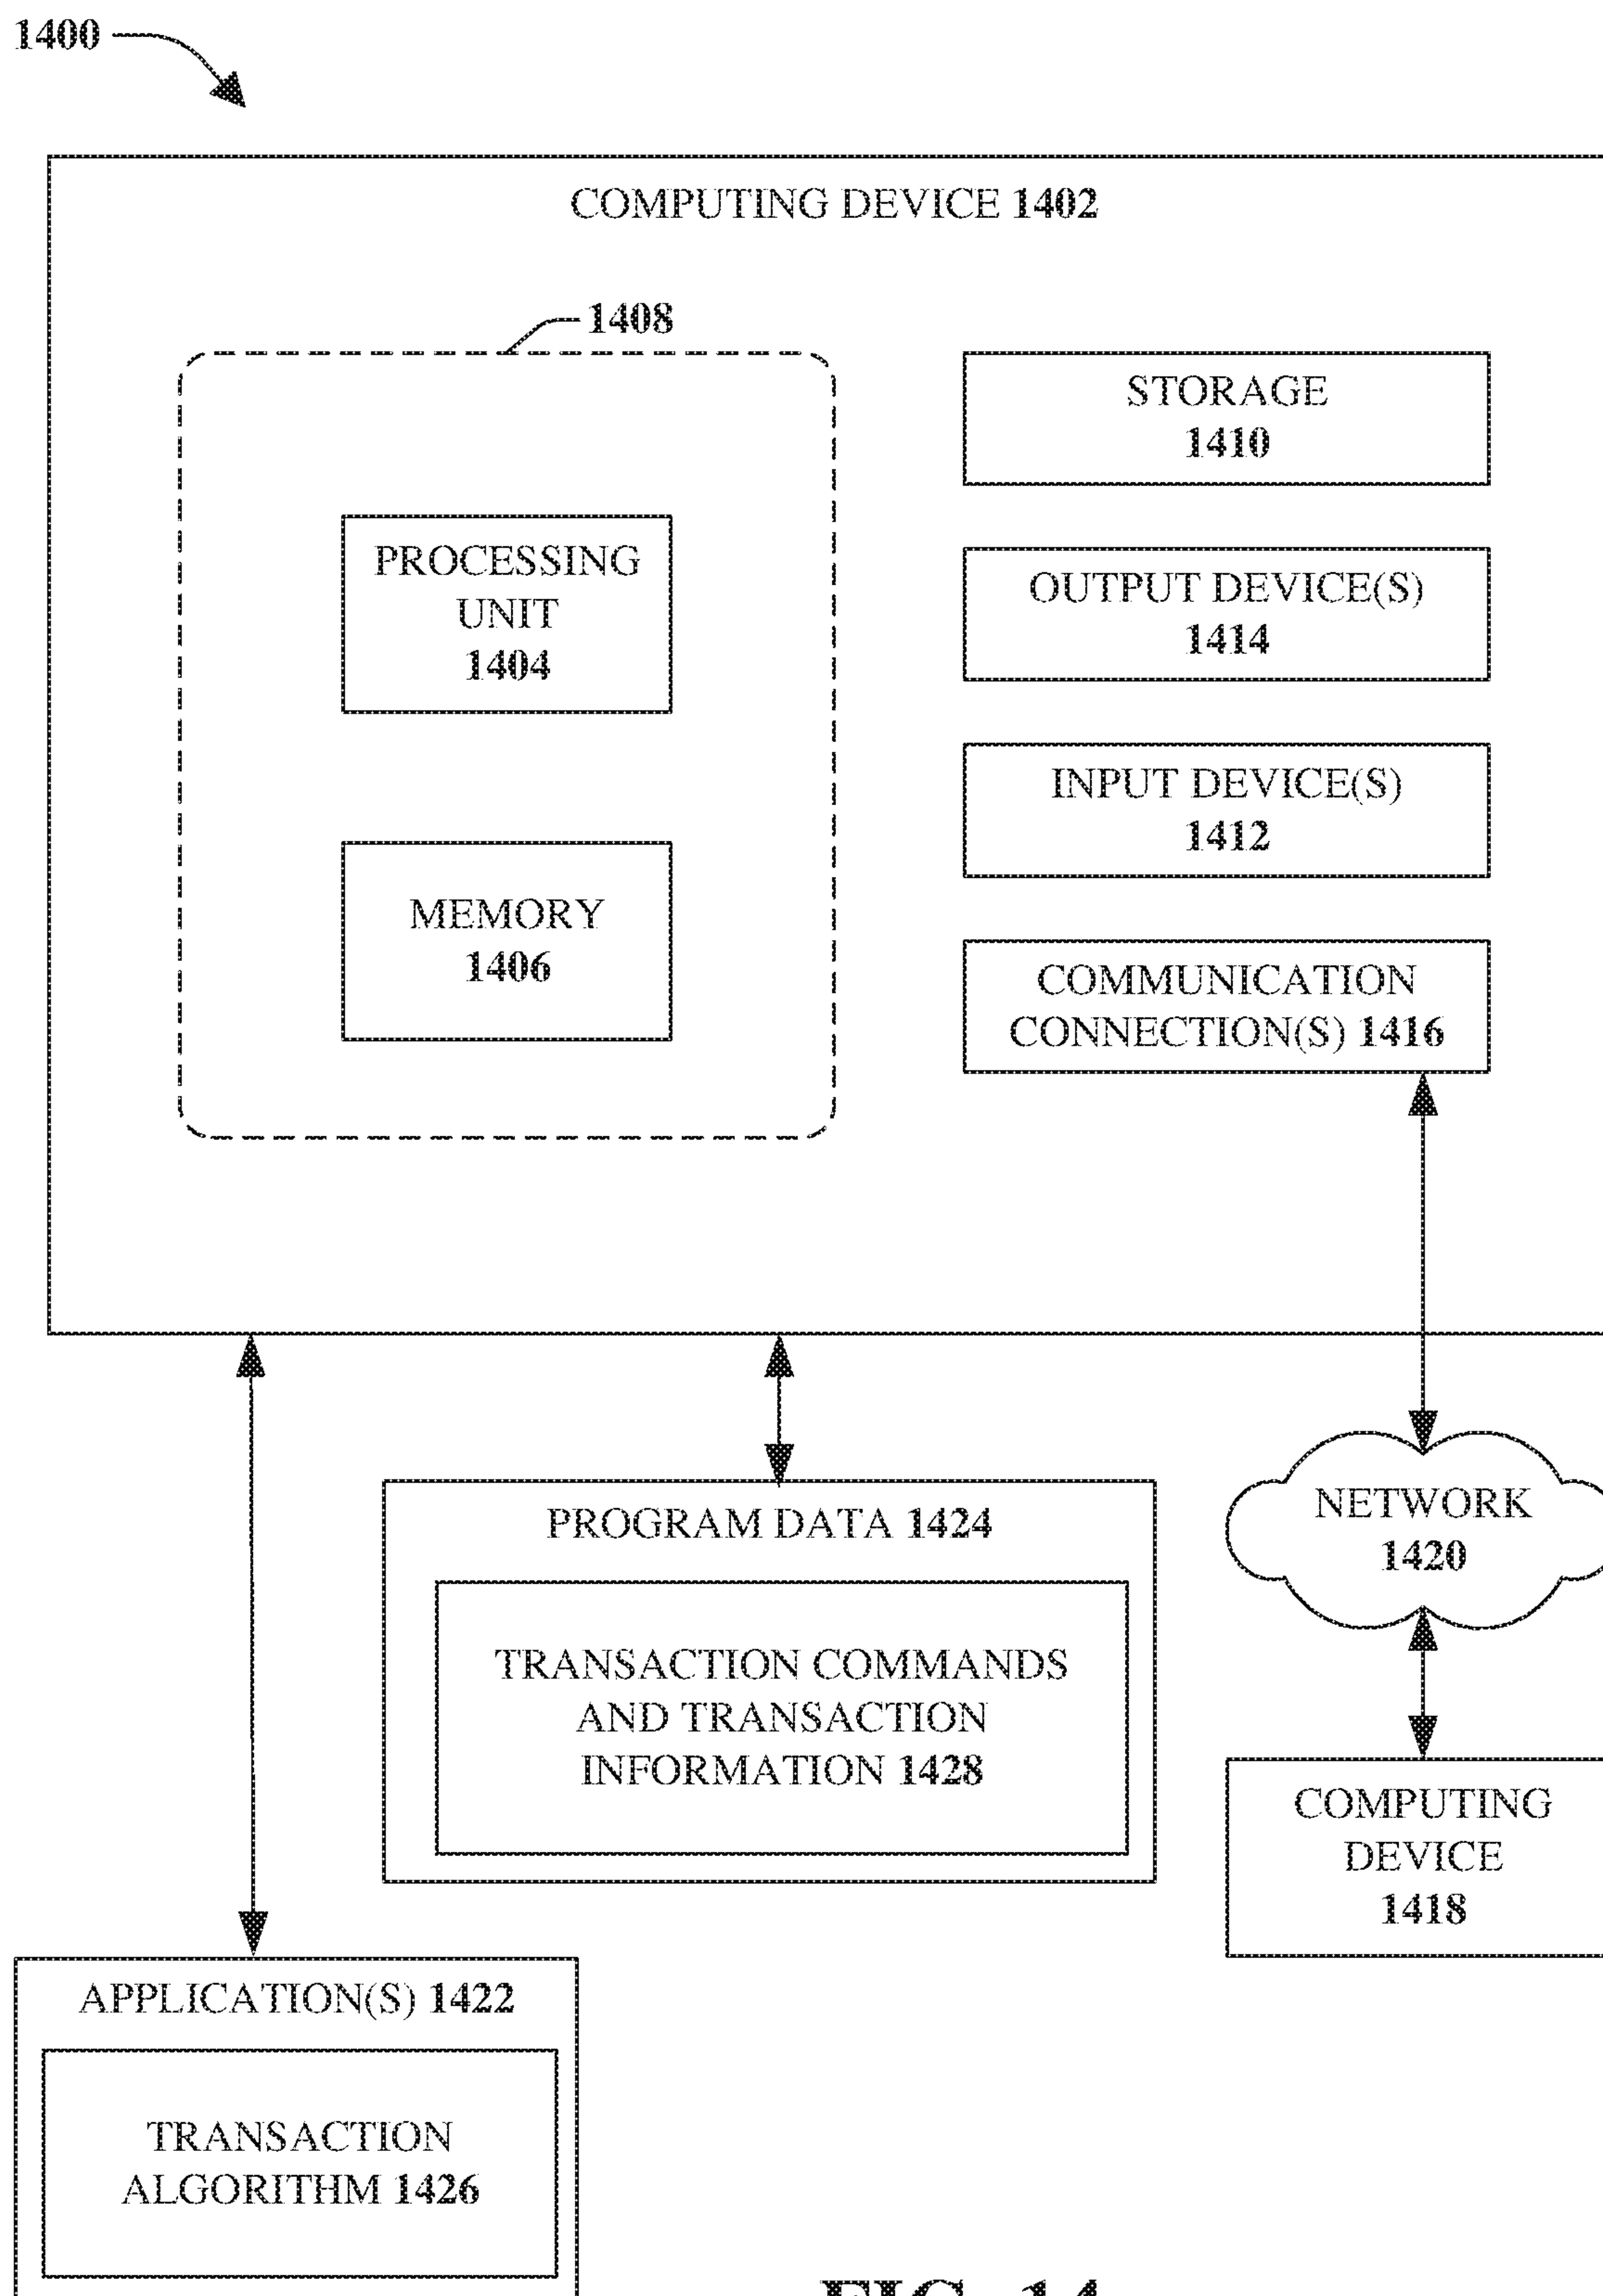 1400
COMPUTING DEVICE 1402
1408
PROCESSING
UNIT
1404
MEMORY
1406
STORAGE
1410
OUTPUT DEVICE(S)
1414
INPUT DEVICE(S)
1412
COMMUNICATION
CONNECTION(S) 1416
PROGRAM DATA 1424
TRANSACTION COMMANDS
AND TRANSACTION
INFORMATION 1428
NETWORK
1420
COMPUTING
DEVICE
1418
APPLICATION(S) 1422
TRANSACTION
ALGORITHM 1426
FIG. 14